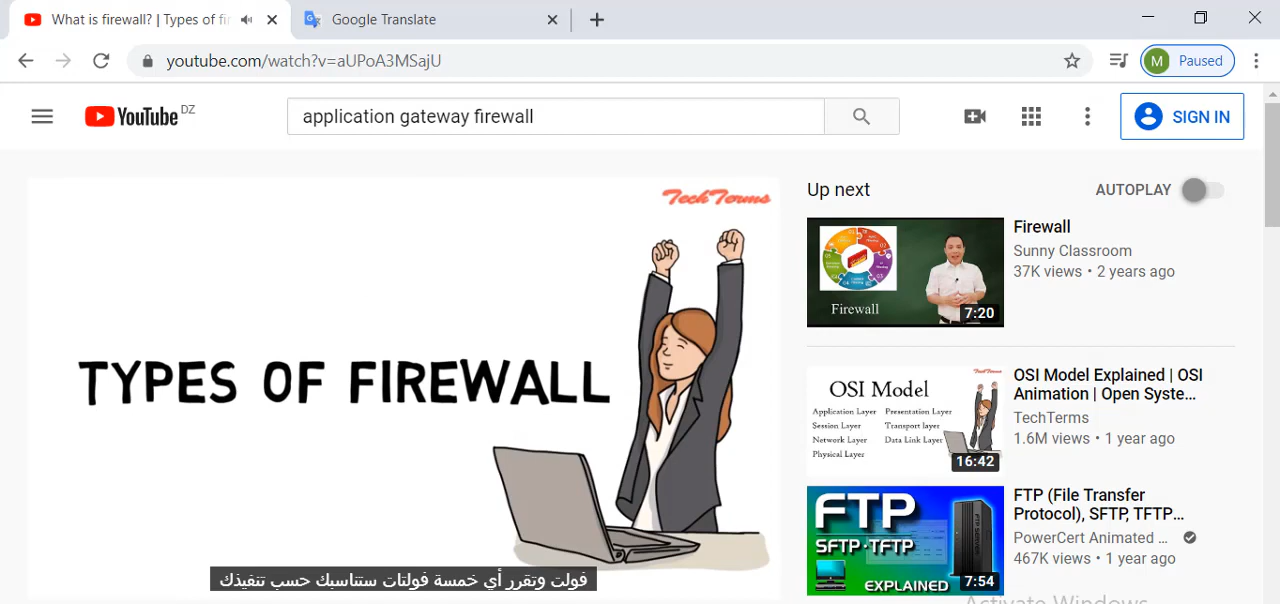 What is firewall? | Types of fi
Google Translate
youtube.com/watch?v=aUPoA3MSajU
M Paused
YouTube DZ
application gateway firewall
SIGN IN
TechTerms
TYPES OF FIREWALL
فولت وتقرر أي خمسة فولتات ستناسبك حسب تنفيذك
Up next
AUTOPLAY
Firewall
7:20
Firewall
Sunny Classroom
37K views • 2 years ago
TechTerms
OSI Model
Application Layer Presentation Layer
Session Layer Transport layer
Network Layer Data Link Layer
Physical Layer
16:42
OSI Model Explained | OSI
Animation | Open Syste...
TechTerms
1.6M views • 1 year ago
FTP
SFTP·TFTP
EXPLAINED
7:54
FTP (File Transfer
Protocol), SFTP, TFTP...
PowerCert Animated ...
467K views • 1 year ago
Activate Windows